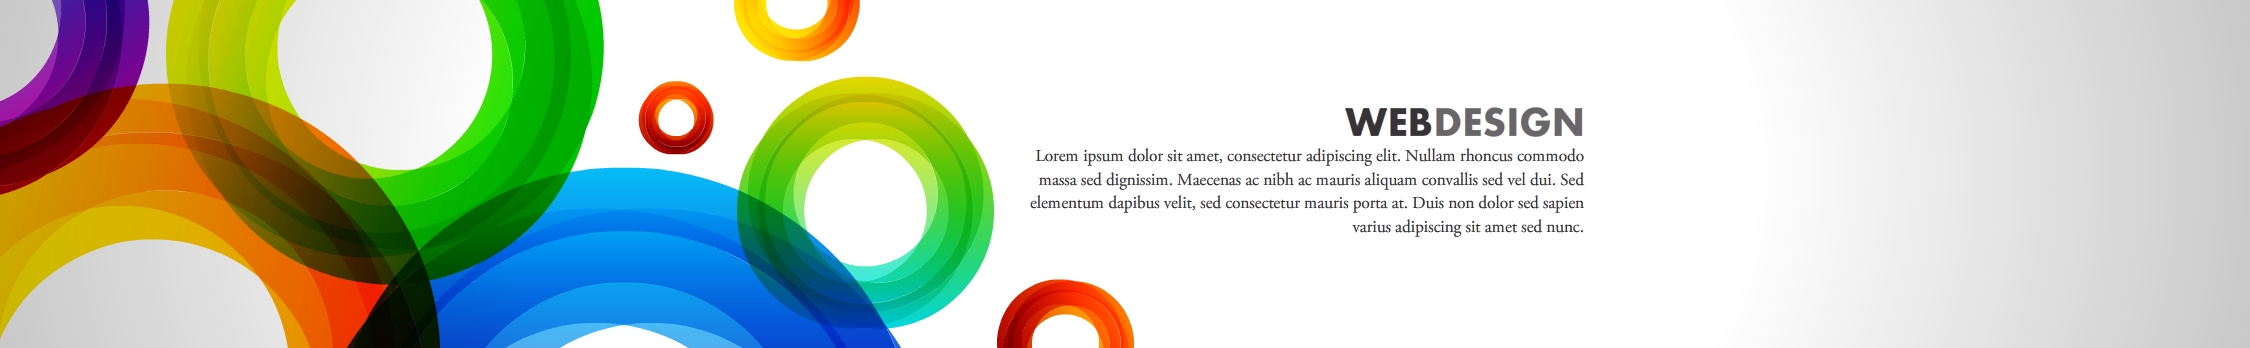 WEBDESIGN
Lorem ipsum dolor sit amet, consectetur adipiscing elit. Nullam rhoncus commodo
massa sed dignissim. Maecenas ac nibh ac mauris aliquam convallis sed vel dui. Sed
elementum dapibus velit, sed consectetur mauris porta at. Duis non dolor sed sapien
varius adipiscing sit amet sed nunc.